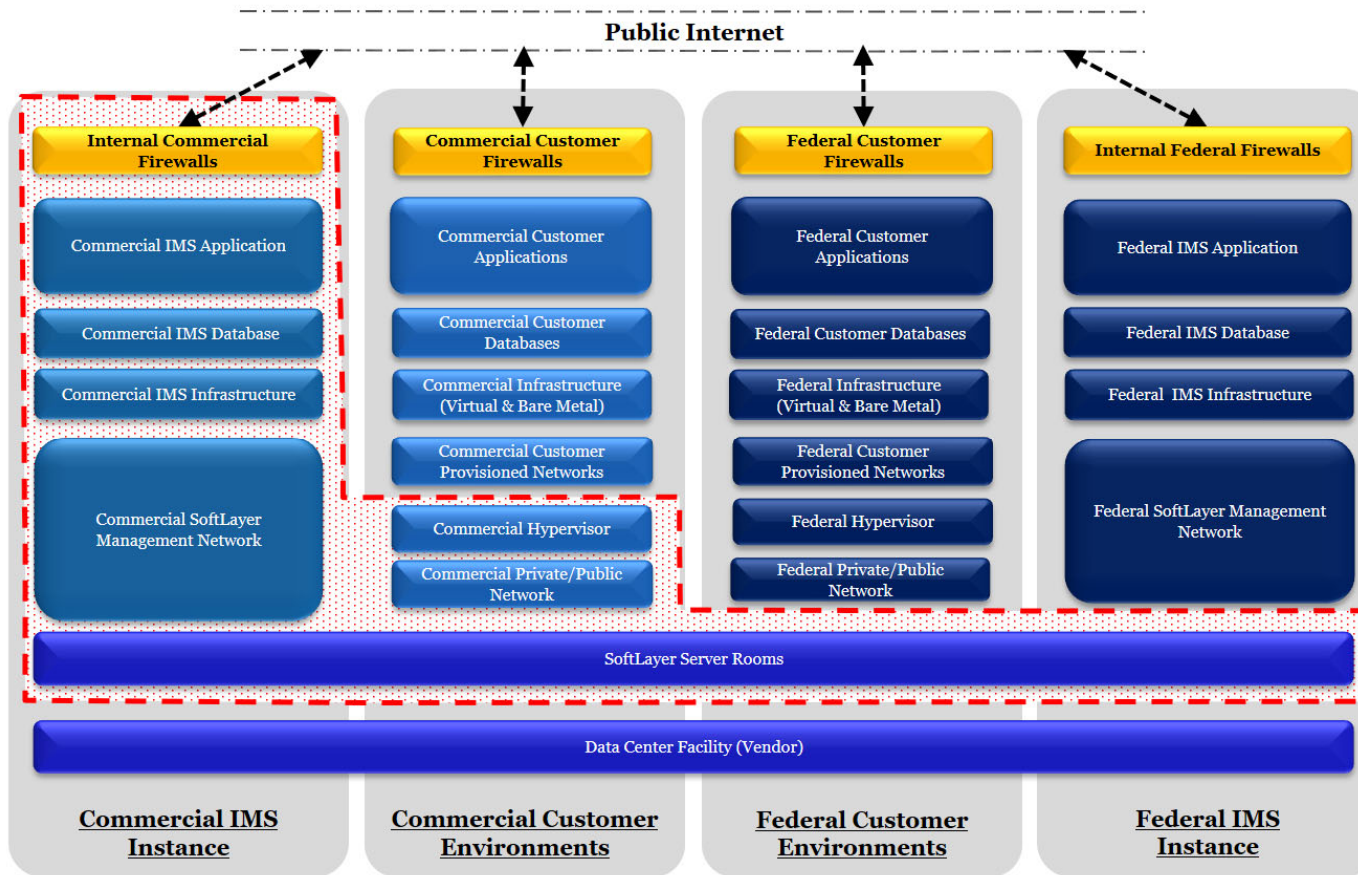 Public Internet
Internal Commercial
Firewalls
Commercial IMS Application
Commercial IMS Database
Commercial IMS Infrastructure
Commercial SoftLayer
Management Network
Commercial Customer
Firewalls
Commercial Customer
Applications
Commercial Customer
Databases
Commercial Infrastructure
(Virtual & Bare Metal)
Commercial Customer
Provisioned Networks
Commercial Hypervisor
Commercial Private/Public
Network
Federal Customer
Firewalls
Federal Customer
Applications
Federal Customer Databases
Federal Infrastructure
(Virtual & Bare Metal)
Federal Customer
Provisioned Networks
Federal Hypervisor
Federal Private/Public
Network
Internal Federal Firewalls
Federal IMS Application
Federal IMS Database
Federal IMS Infrastructure
Federal SoftLayer Management
Network
SoftLayer Server Rooms
Data Center Facility (Vendor)
Commercial IMS
Instance
Commercial Customer
Environments
Federal Customer
Environments
Federal IMS
Instance